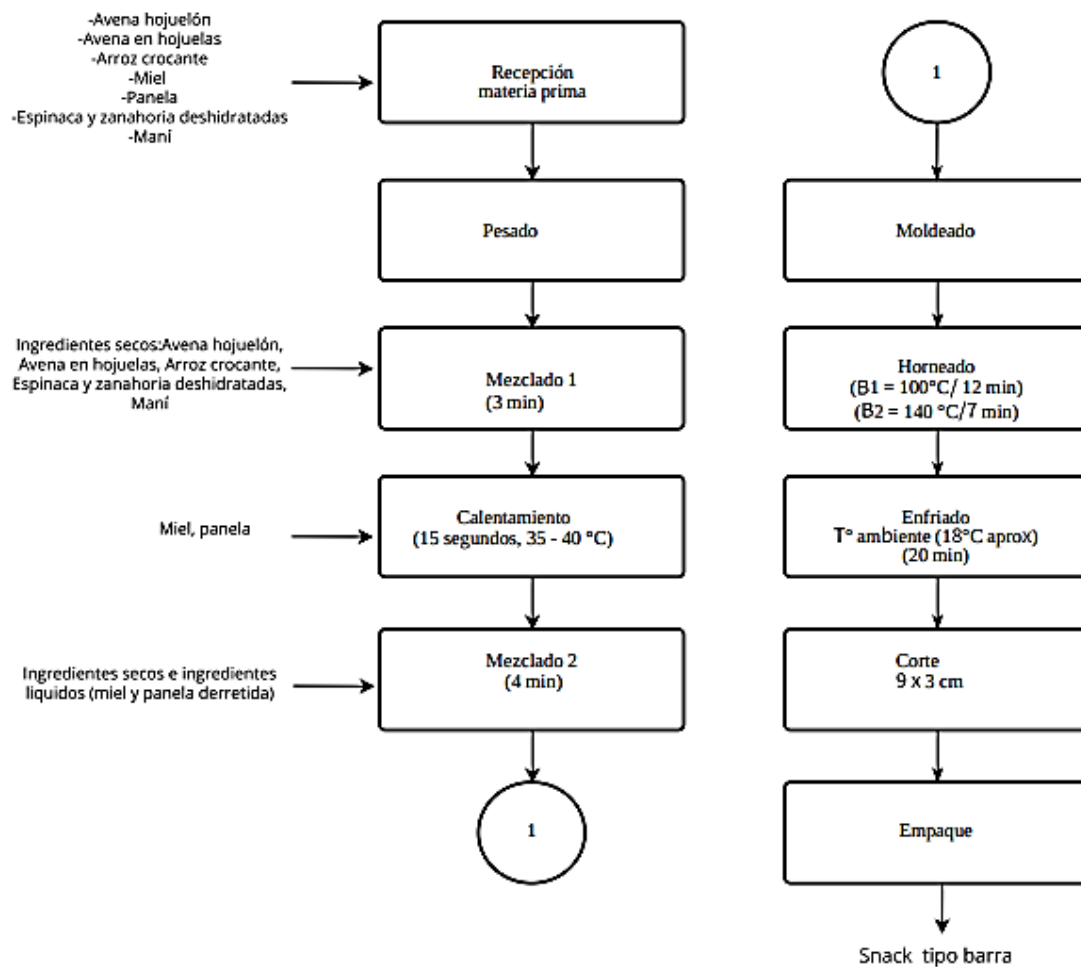 -Avena hojuelón
-Avena en hojuelas
-Arroz crocante
-Miel
-Panela
-Espinaca y zanahoria deshidratadas
-Maní
Recepción
materia prima
Pesado
Ingredientes secos:Avena hojuelón,
Avena en hojuelas, Arroz crocante,
Espinaca y zanahoria deshidratadas,
Maní
Mezclado 1
(3 min)
Miel, panela
Calentamiento
(15 segundos, 35 - 40 °C)
Ingredientes secos e ingredientes
liquidos (miel y panela derretida)
Mezclado 2
(4 min)
1
1
Moldeado
Horneado
(B1 = 100°C/ 12 min)
(B2 = 140 °C/7 min)
Enfriado
T° ambiente (18°C aprox)
(20 min)
Corte
9 x 3 cm
Empaque
Snack tipo barra